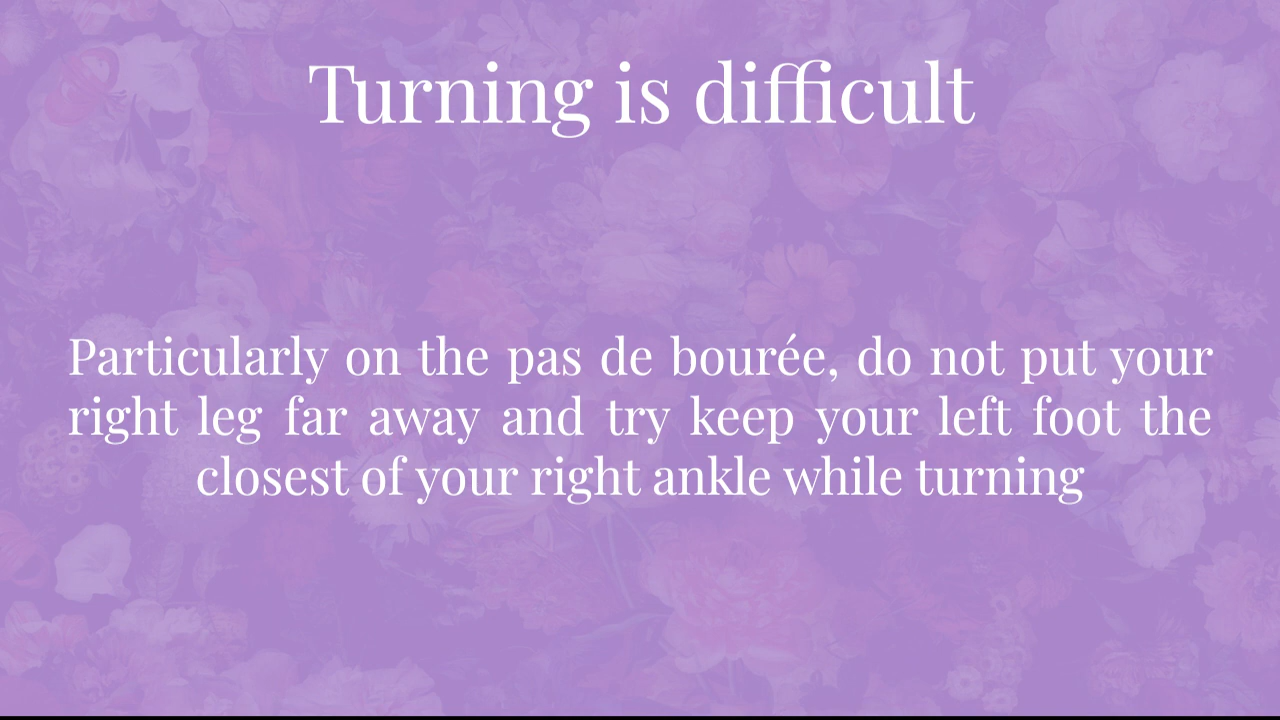 Turning is difficult
Particularly on the pas de bourée, do not put your
right leg far away and try keep your left foot the
closest of your right ankle while turning